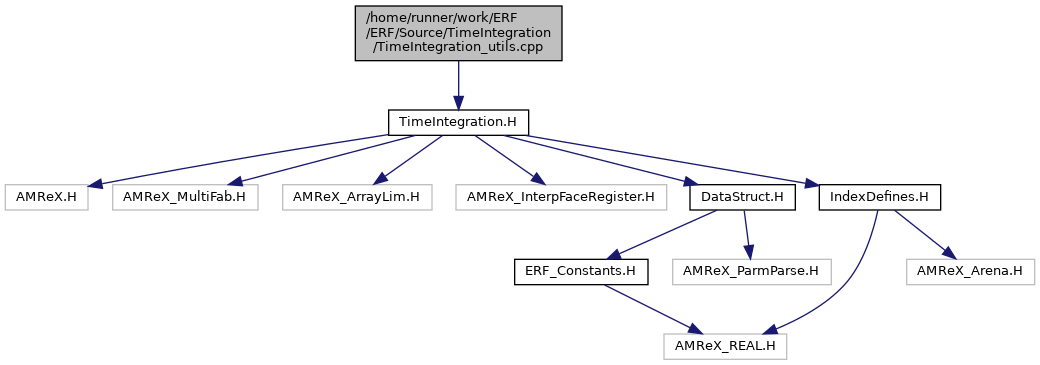 /home/runner/work/ERF
/ERF/Source/TimeIntegration
/TimeIntegration_utils.cpp
TimeIntegration.H
AMReX.H
AMReX_MultiFab.H
AMReX_ArrayLim.H
AMReX_InterpFaceRegister.H
DataStruct.H
IndexDefines.H
ERF_Constants.H
AMReX_ParmParse.H
AMReX_Arena.H
AMReX_REAL.H